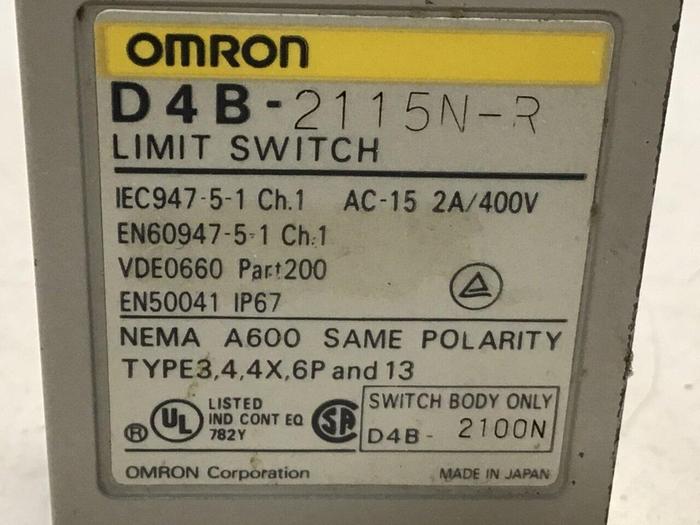 OMRON
D4B-2115N-R
LIMIT SWITCH
IEC947-5-1 Ch.1 AC-15 2A/400V
EN60947-5-1 Ch.1
VDE0660 Part200
EN50041 IP67
NEMA A600 SAME POLARITY
TYPE3,4,4X,6P and 13
® UL LISTED
IND CONT EQ
782Y
SA
SWITCH BODY ONLY
D4B- 2100N
OMRON Corporation MADE IN JAPAN